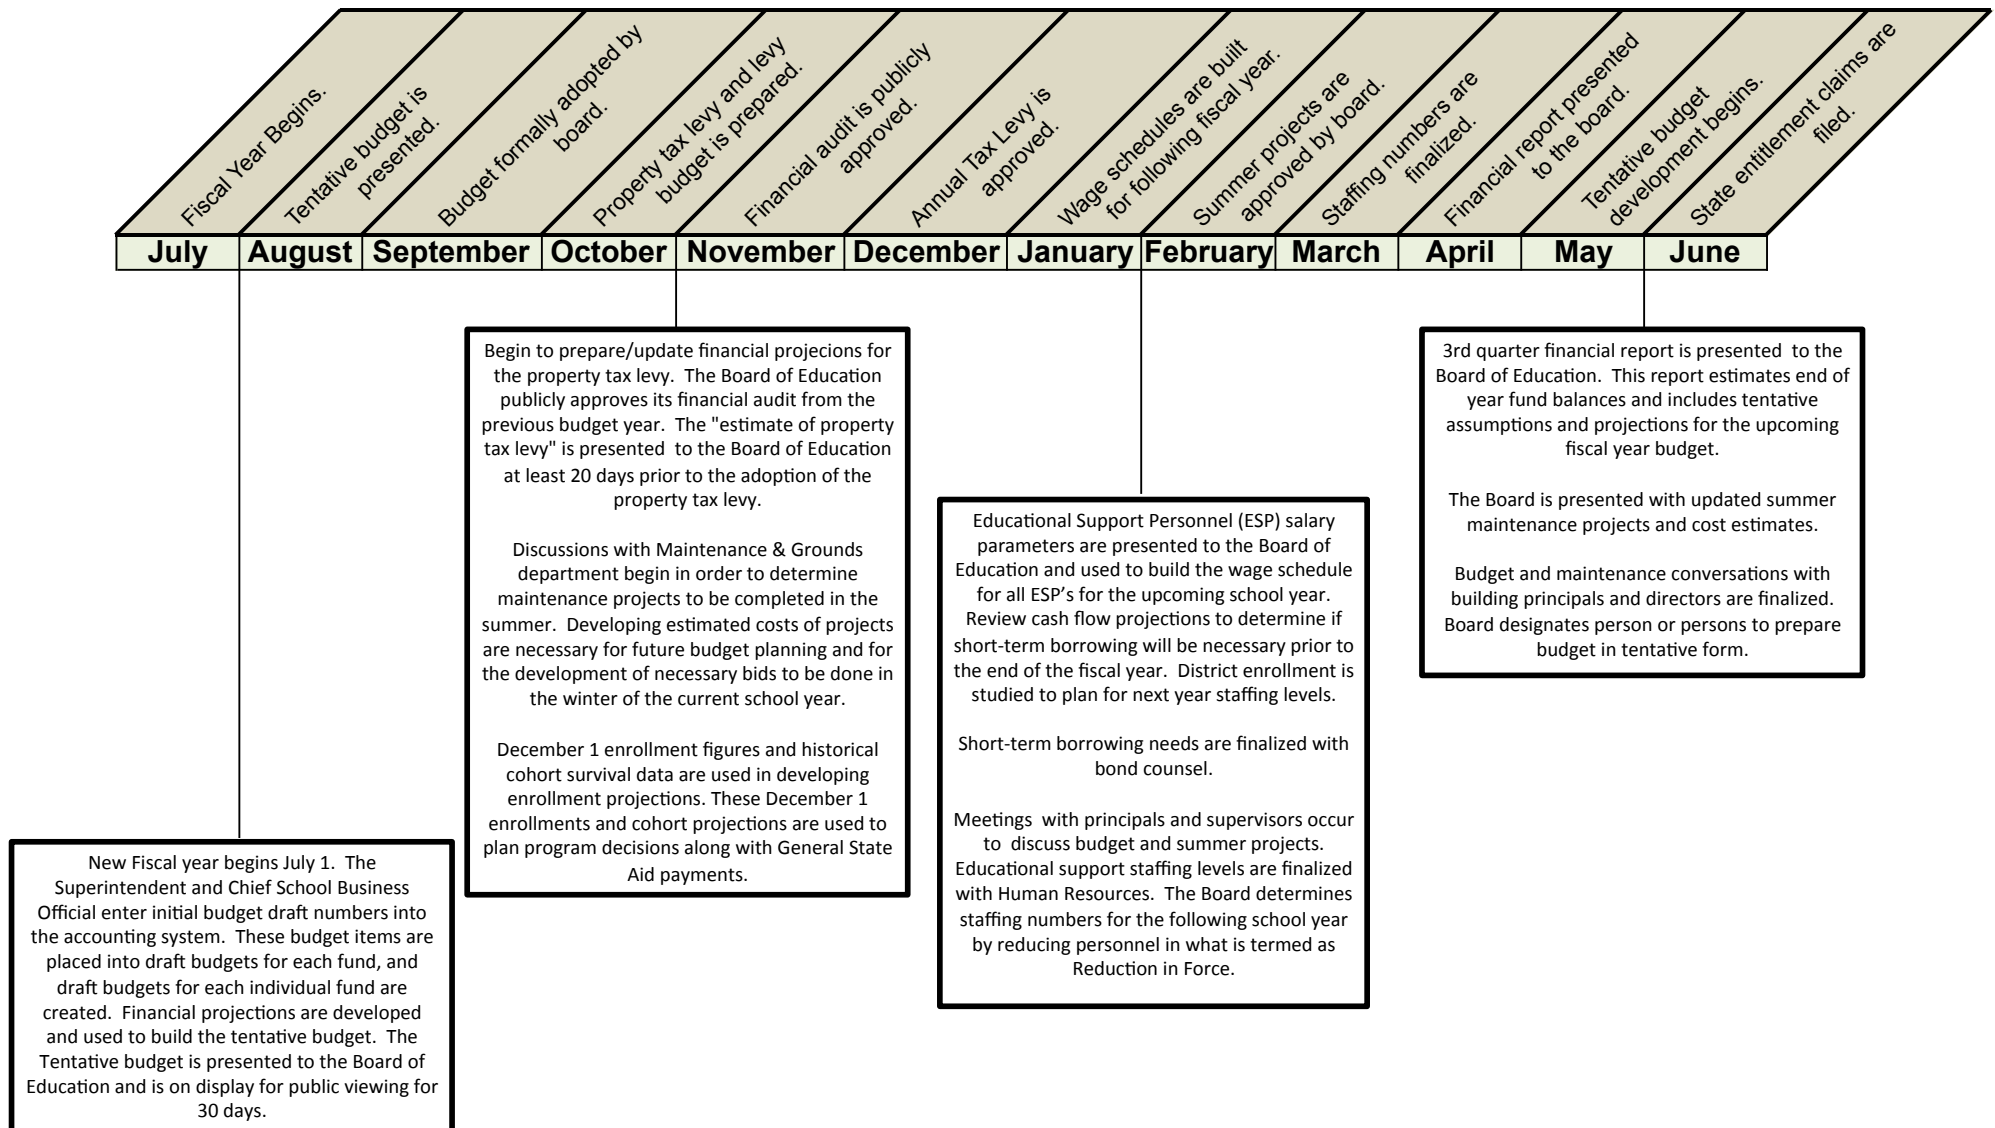 Fiscal Year Begins.
Tentative budget is
presented.
Budget formally adopted by
board.
Property tax levy and levy
budget is prepared.
Financial audit is publicly
approved.
Annual Tax Levy is
approved.
Wage schedules are built
for following fiscal year.
Summer projects are
approved by board.
Staffing numbers are
finalized.
Financial report presented
to the board.
Tentative budget
development begins.
State entitlement claims are
filed.
July August September October November December January February March April May June
Begin to prepare/update financial projecions for
the property tax levy.  The Board of Education
publicly approves its financial audit from the
previous budget year.  The "estimate of property
tax levy" is presented  to the Board of Education
at least 20 days prior to the adoption of the
property tax levy.
Discussions with Maintenance & Grounds
department begin in order to determine
maintenance projects to be completed in the
summer.  Developing estimated costs of projects
are necessary for future budget planning and for
the development of necessary bids to be done in
the winter of the current school year.
December 1 enrollment figures and historical
cohort survival data are used in developing
enrollment projections. These December 1
enrollments and cohort projections are used to
plan program decisions along with General State
Aid payments.
3rd quarter financial report is presented  to the
Board of Education.  This report estimates end of
year fund balances and includes tentative
assumptions and projections for the upcoming
fiscal year budget.
The Board is presented with updated summer
maintenance projects and cost estimates.
Budget and maintenance conversations with
building principals and directors are finalized.
Board designates person or persons to prepare
budget in tentative form.
Educational Support Personnel (ESP) salary
parameters are presented to the Board of
Education and used to build the wage schedule
for all ESP's for the upcoming school year.
Review cash flow projections to determine if
short-term borrowing will be necessary prior to
the end of the fiscal year.  District enrollment is
studied to plan for next year staffing levels.
Short-term borrowing needs are finalized with
bond counsel.
Meetings  with principals and supervisors occur
to  discuss budget and summer projects.
Educational support staffing levels are finalized
with Human Resources.  The Board determines
staffing numbers for the following school year
by reducing personnel in what is termed as
Reduction in Force.
New Fiscal year begins July 1.  The
Superintendent and Chief School Business
Official enter initial budget draft numbers into
the accounting system.  These budget items are
placed into draft budgets for each fund, and
draft budgets for each individual fund are
created.  Financial projections are developed
and used to build the tentative budget.  The
Tentative budget is presented to the Board of
Education and is on display for public viewing for
30 days.